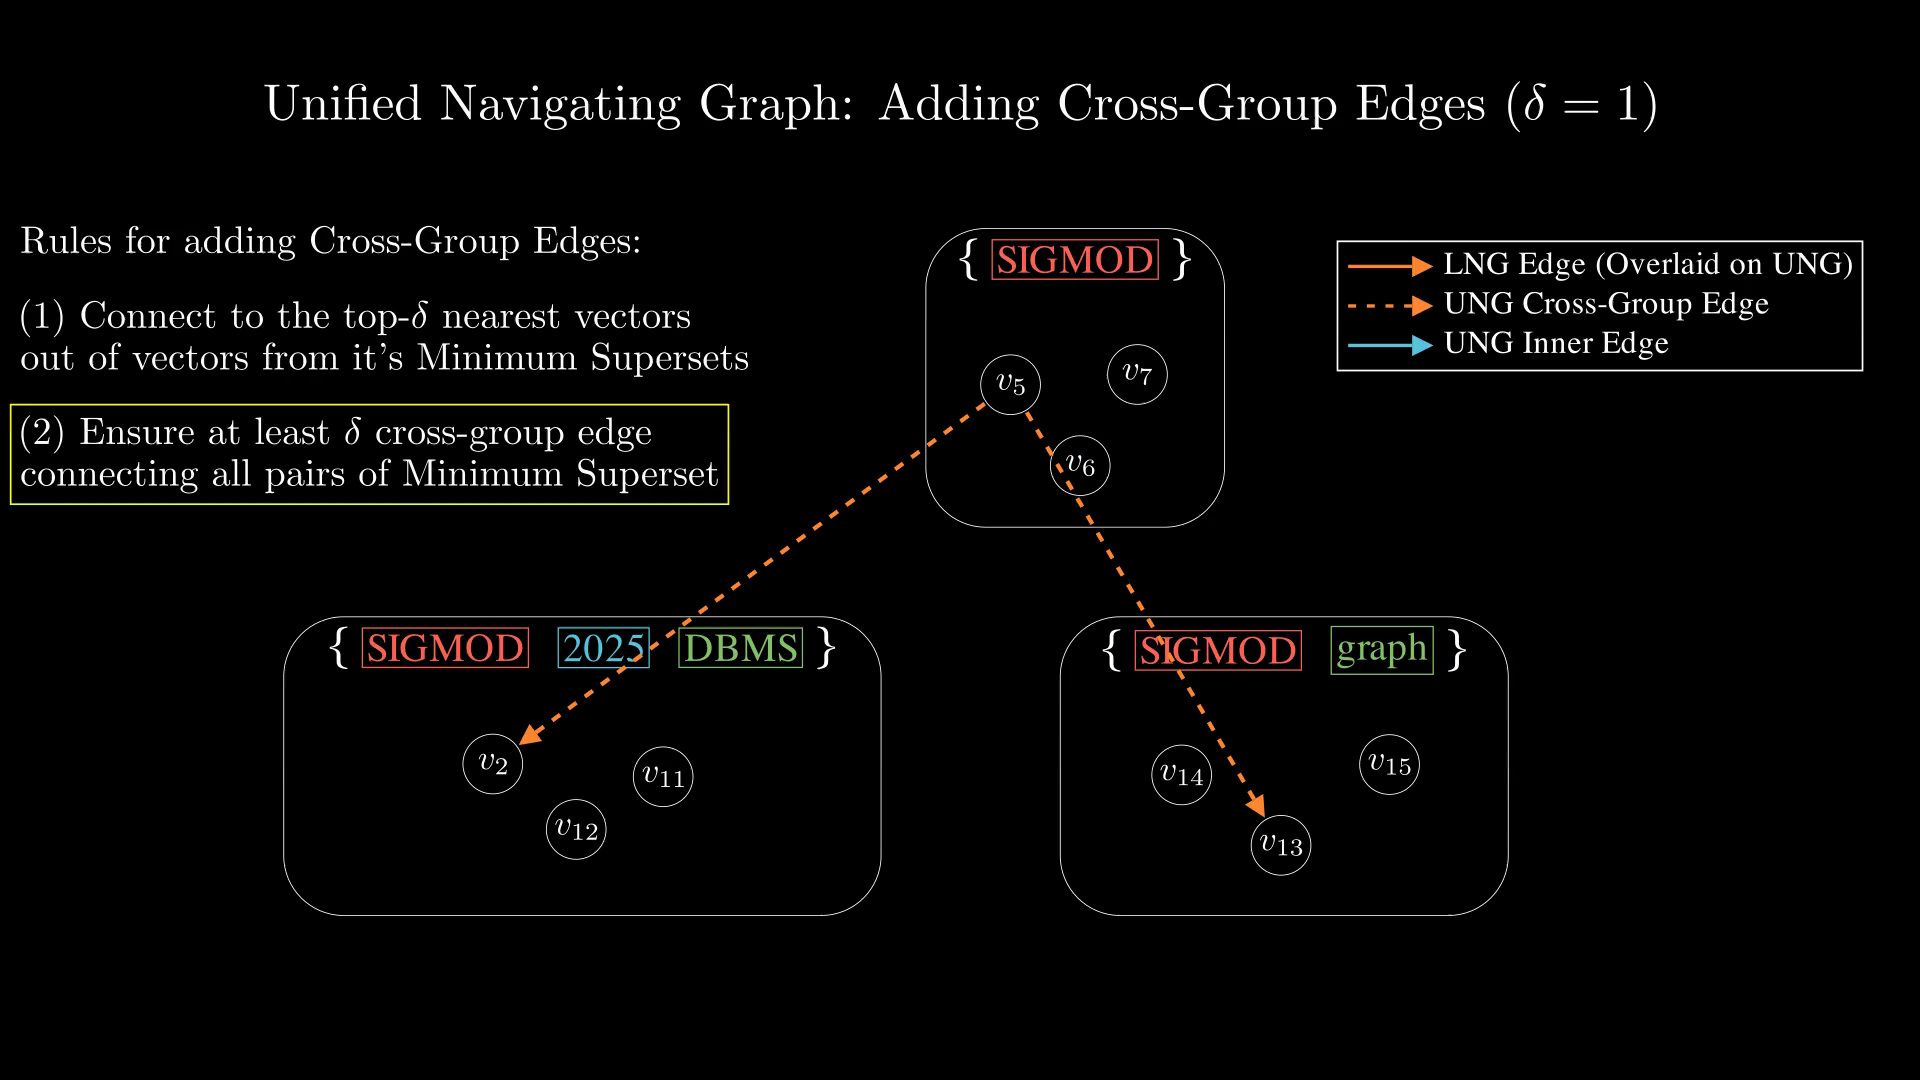 Unified Navigating Graph: Adding Cross-Group Edges (δ = 1)
Rules for adding Cross-Group Edges:
(1) Connect to the top-δ nearest vectors
out of vectors from it's Minimum Supersets
(2) Ensure at least δ cross-group edge
connecting all pairs of Minimum Superset
{ SIGMOD }
v5
v7
v6
LNG Edge (Overlaid on UNG)
UNG Cross-Group Edge
UNG Inner Edge
{ SIGMOD 2025 DBMS }
v2
v11
v12
{ SIGMOD graph }
v14
v15
v13